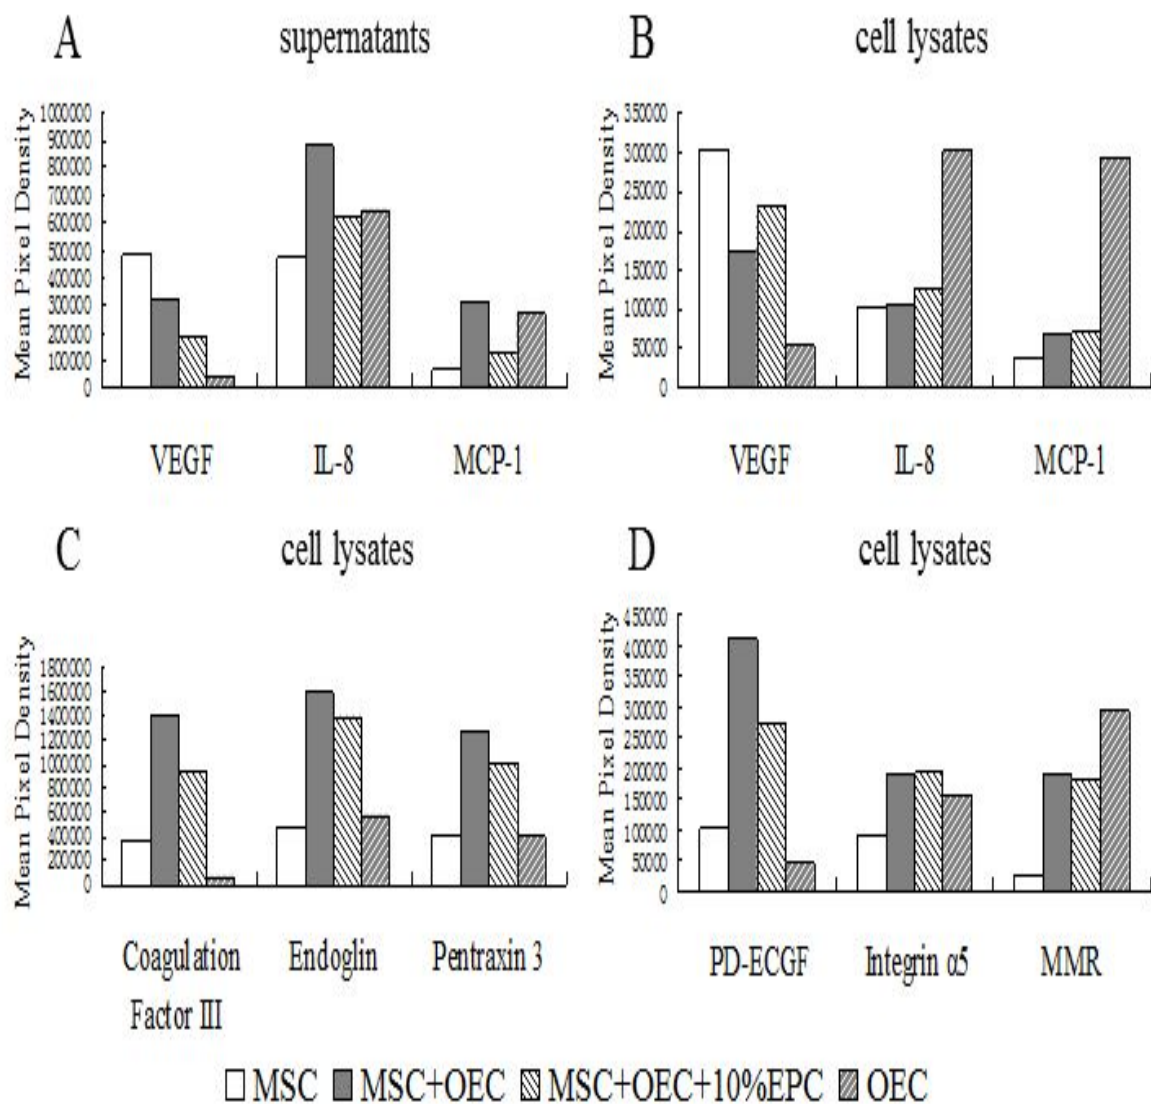 A
supernatants
Mean Pixel Density
1000000
900000
800000
700000
600000
500000
400000
300000
200000
100000
0
VEGF
IL-8
MCP-1
B
cell lysates
Mean Pixel Density
350000
300000
250000
200000
150000
100000
50000
0
VEGF
IL-8
MCP-1
C
cell lysates
Mean Pixel Density
1800000
1600000
1400000
1200000
1000000
800000
600000
400000
200000
0
Coagulation
Factor III
Endoglin
Pentraxin 3
D
cell lysates
Mean Pixel Density
450000
400000
350000
300000
250000
200000
150000
100000
50000
0
PD-ECGF
Integrin α5
MMR
MSC MSC+OEC MSC+OEC+10%EPC OEC